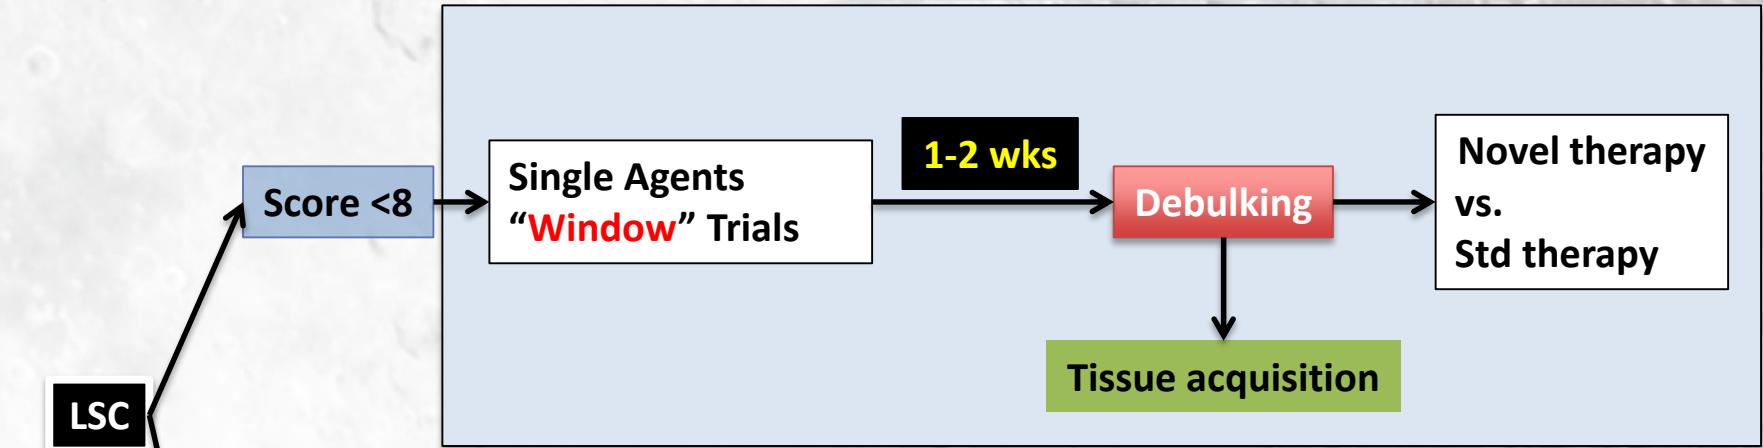 LSC
Score <8
Single Agents
“Window” Trials
1-2 wks
Debulking
Tissue acquisition
Novel therapy
vs.
Std therapy